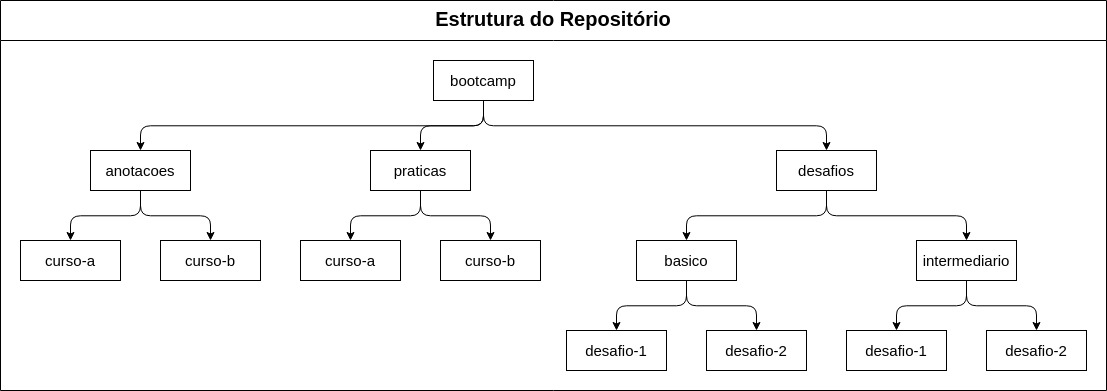 Estrutura do Repositório
bootcamp
anotacoes
praticas
desafios
curso-a
curso-b
curso-a
curso-b
basico
intermediario
desafio-1
desafio-2
desafio-1
desafio-2